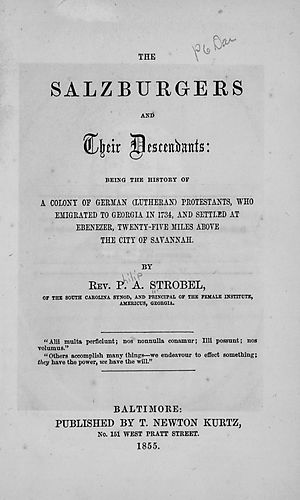 THE
SALZBURGERS
AND
Their Descendants:
BEING THE HISTORY OF
A COLONY OF GERMAN (LUTHERAN) PROTESTANTS, WHO
EMIGRATED TO GEORGIA IN 1734, AND SETTLED AT
EBENEZER, TWENTY-FIVE MILES ABOVE
THE CITY OF SAVANNAH.
BY
REV. P. A. STROBEL,
OF THE SOUTH CAROLINA SYNOD, AND PRINCIPAL OF THE FEMALE INSTITUTE,
AMERICUS, GEORGIA.
"Alii multa perficiunt; nos nonnulla conamur; Illi possunt; nos
volumus."
"Others accomplish many things—we endeavour to effect something;
they have the power, we have the will."
BALTIMORE:
PUBLISHED BY T. NEWTON KURTZ,
No. 151 WEST PRATT STREET.
1855.